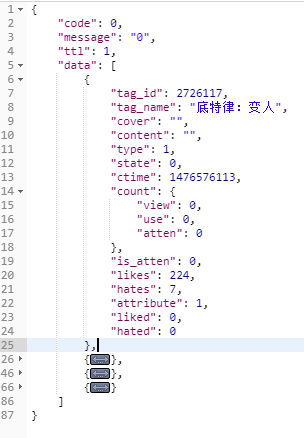 1 {
2 "code": 0,
3 "message": "0",
4 "ttl": 1,
5 "data": [
6 {
7 "tag_id": 2726117,
8 "tag_name": "底特律：变人",
9 "cover": "",
10 "content": "",
11 "type": 1,
12 "state": 0,
13 "ctime": 1476576113,
14 "count": {
15 "view": 0,
16 "use": 0,
17 "atten": 0
18 },
19 "is_atten": 0,
20 "likes": 224,
21 "hates": 7,
22 "attribute": 1,
23 "liked": 0,
24 "hated": 0
25 },
26 {↔},
46 {↔},
66 {↔}
86 ]
87 }